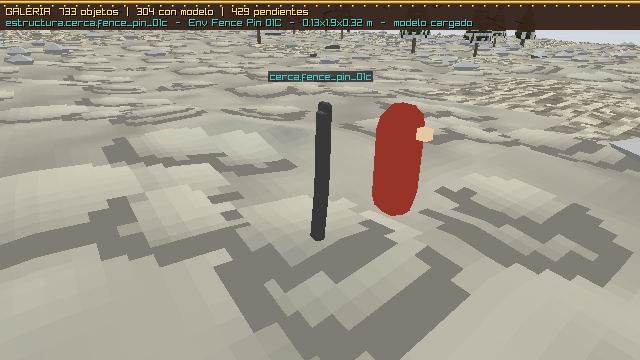 GALERIA 733 objetos | 304 con modelo | 429 pendientes
estructura.cerca.fence_pin_01c - Env Fence Pin 01C - 0.13x1.9x0.32 m - modelo cargado
cerca.fence_pin_01c